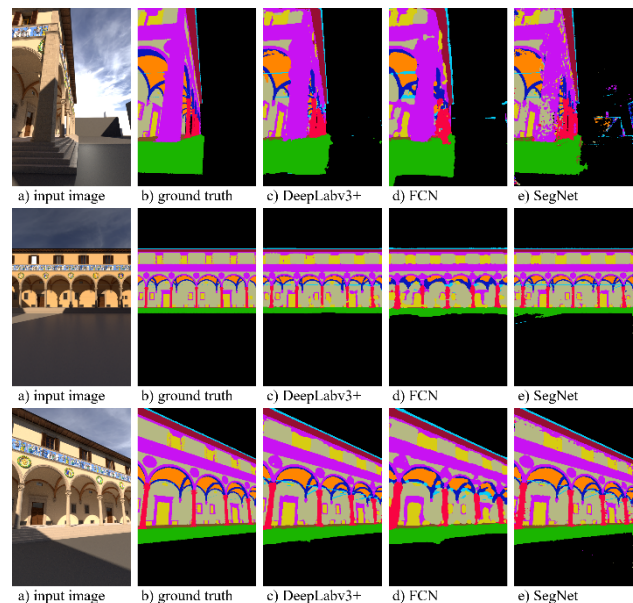 a) input image b) ground truth c) DeepLabv3+ d) FCN e) SegNet
a) input image b) ground truth c) DeepLabv3+ d) FCN e) SegNet
a) input image b) ground truth c) DeepLabv3+ d) FCN e) SegNet